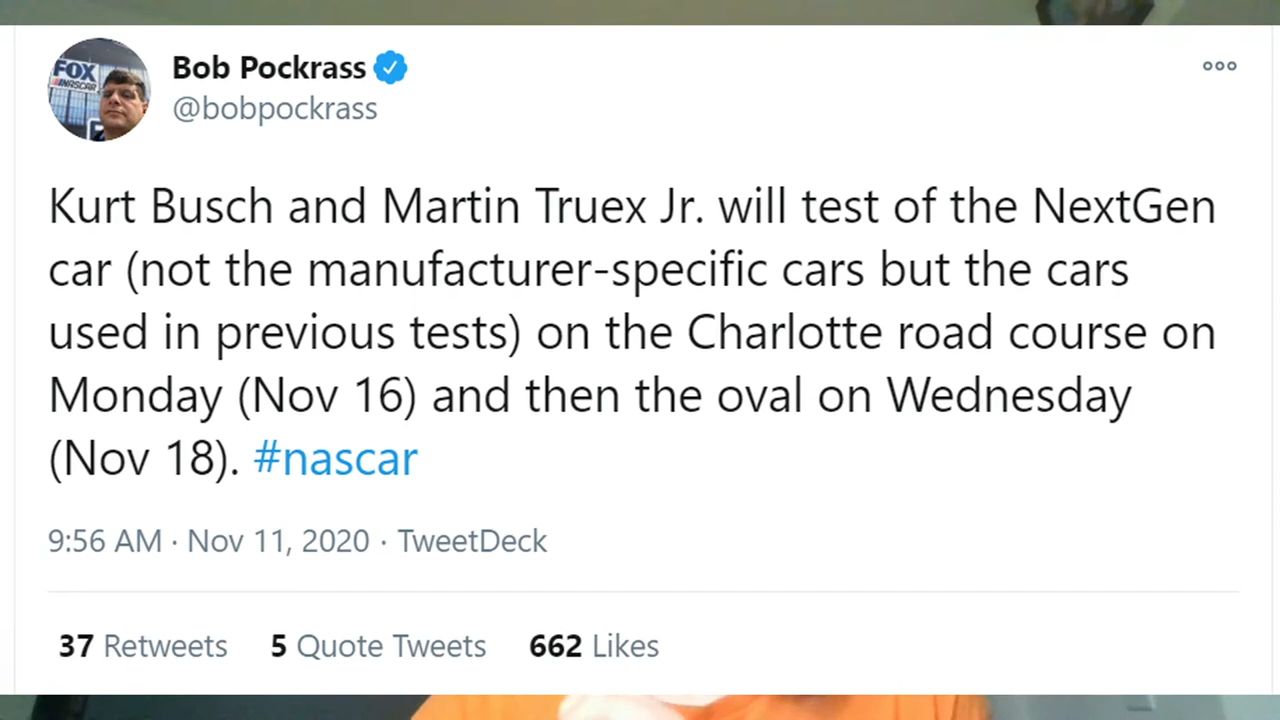 FOX
NASCAR
Bob Pockrass
@bobpockrass
Kurt Busch and Martin Truex Jr. will test of the NextGen
car (not the manufacturer-specific cars but the cars
used in previous tests) on the Charlotte road course on
Monday (Nov 16) and then the oval on Wednesday
(Nov 18). #nascar
9:56 AM · Nov 11, 2020 · TweetDeck
37 Retweets 5 Quote Tweets 662 Likes